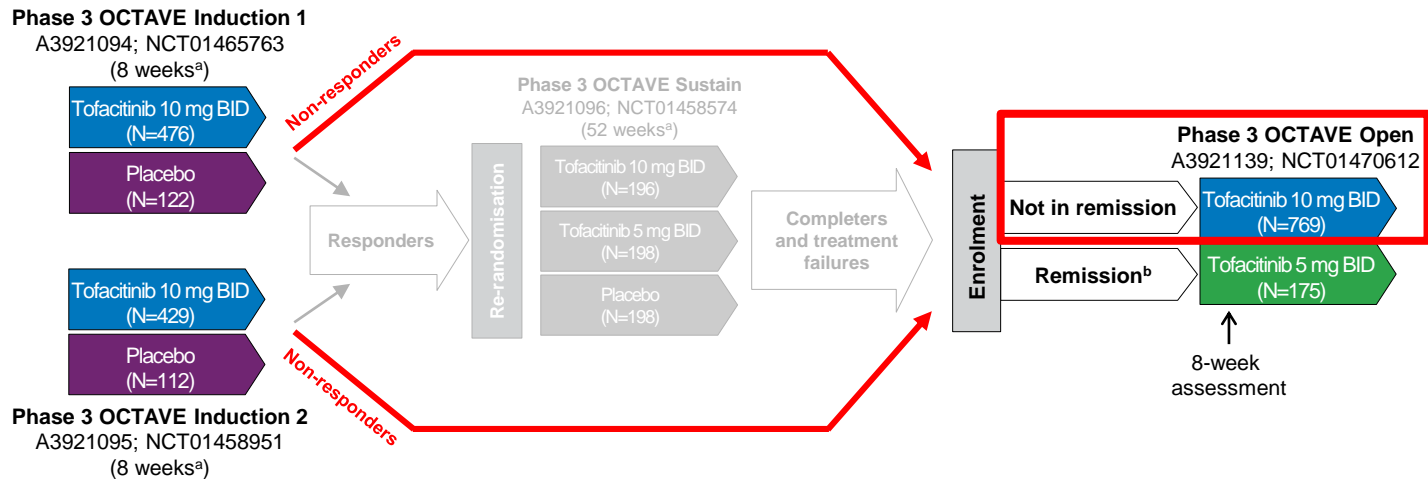 Phase 3 OCTAVE Induction 1
A3921094; NCT01465763
(8 weeksᵃ)
Tofacitinib 10 mg BID
(N=476)
Placebo
(N=122)
Non-responders
Tofacitinib 10 mg BID
(N=429)
Placebo
(N=112)
Phase 3 OCTAVE Induction 2
A3921095; NCT01458951
(8 weeksᵃ)
Non-responders
Responders
Re-randomisation
Phase 3 OCTAVE Sustain
A3921096; NCT01458574
(52 weeksᵃ)
Tofacitinib 10 mg BID
(N=196)
Tofacitinib 5 mg BID
(N=198)
Placebo
(N=198)
Completers
and treatment
failures
Enrolment
Phase 3 OCTAVE Open
A3921139; NCT01470612
Not in remission
Tofacitinib 10 mg BID
(N=769)
Remissionᵇ
Tofacitinib 5 mg BID
(N=175)
8-week
assessment